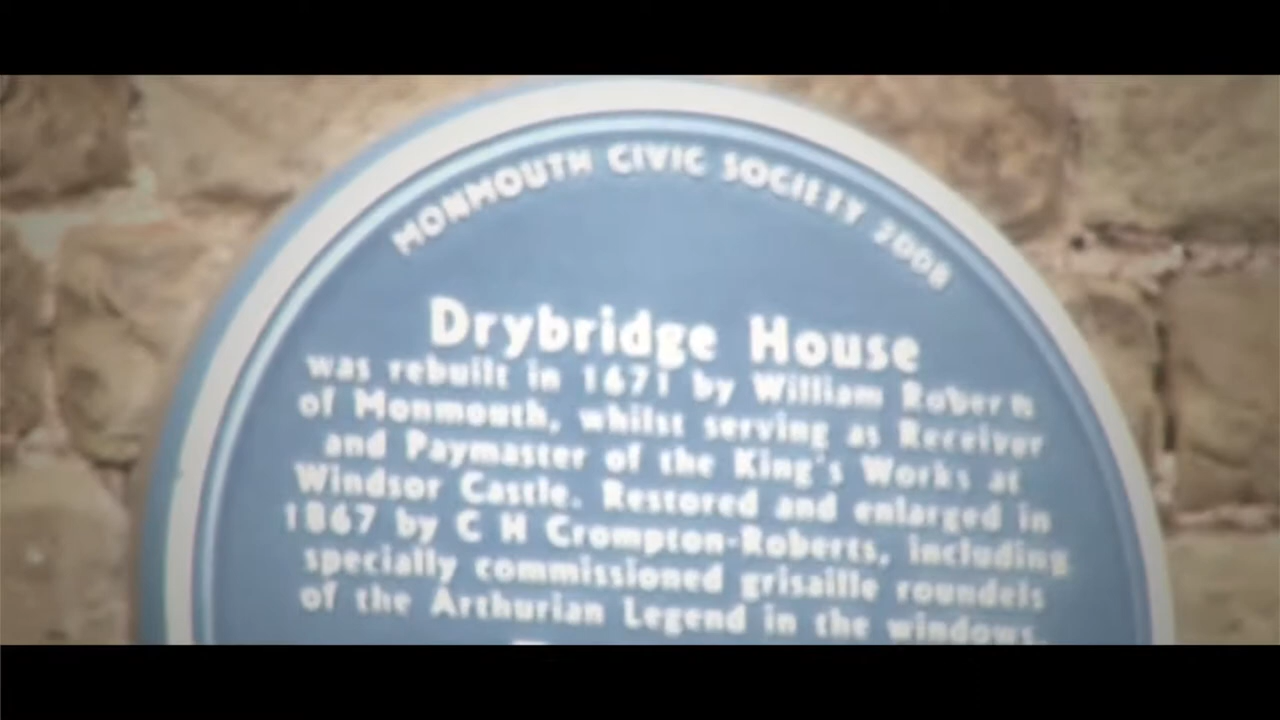 MONMOUTH CIVIC SOCIETY 2008
Drybridge House
was rebuilt in 1671 by William Roberts
of Monmouth, whilst serving as Receiver
and Paymaster of the King's Works at
Windsor Castle. Restored and enlarged in
1867 by C H Crompton-Roberts, including
specially commissioned grisaille roundels
of the Arthurian Legend in the windows.